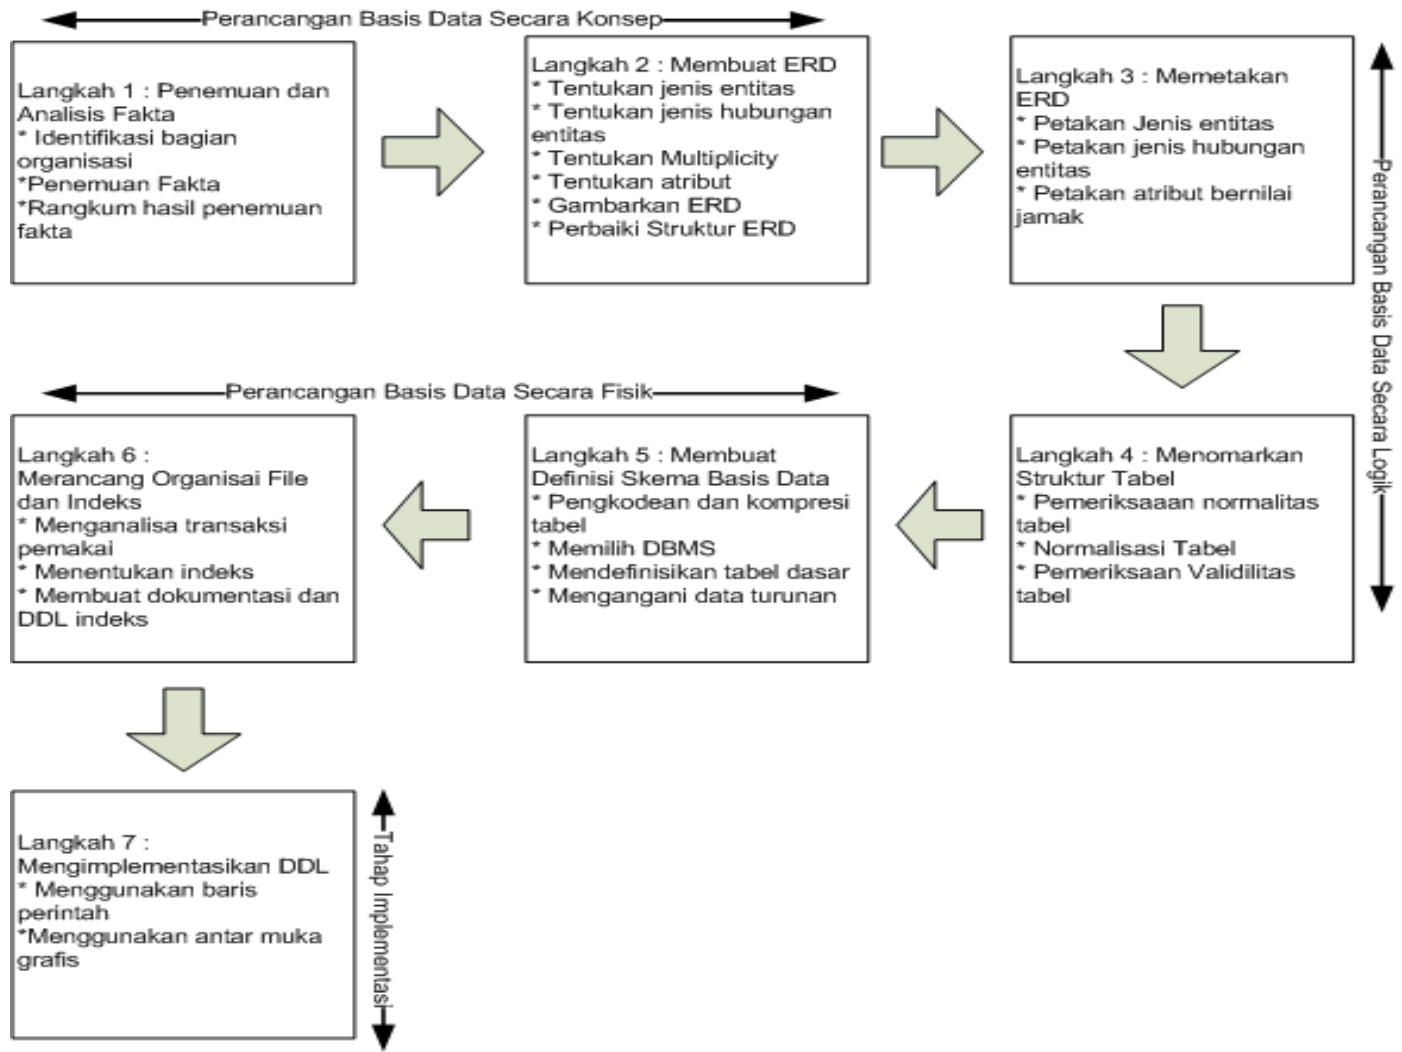 Perancangan Basis Data Secara Konsep
Langkah 1 : Penemuan dan
Analisis Fakta
* Identifikasi bagian
organisasi
*Penemuan Fakta
*Rangkum hasil penemuan
fakta
Langkah 2 : Membuat ERD
* Tentukan jenis entitas
* Tentukan jenis hubungan
entitas
* Tentukan Multiplicity
* Tentukan atribut
* Gambarkan ERD
* Perbaiki Struktur ERD
Langkah 3 : Memetakan
ERD
* Petakan Jenis entitas
* Petakan jenis hubungan
entitas
* Petakan atribut bernilai
jamak
Perancangan Basis Data Secara Logik
Langkah 4 : Menomarkan
Struktur Tabel
* Pemeriksaaan normalitas
tabel
* Normalisasi Tabel
* Pemeriksaan Validilitas
tabel
Perancangan Basis Data Secara Fisik
Langkah 5 : Membuat
Definisi Skema Basis Data
* Pengkodean dan kompresi
tabel
* Memilih DBMS
* Mendefinisikan tabel dasar
* Mengangani data turunan
Langkah 6 :
Merancang Organisai File
dan Indeks
* Menganalisa transaksi
pemakai
* Menentukan indeks
* Membuat dokumentasi dan
DDL indeks
Langkah 7 :
Mengimplementasikan DDL
* Menggunakan baris
perintah
*Menggunakan antar muka
grafis
Tahap Implementasi